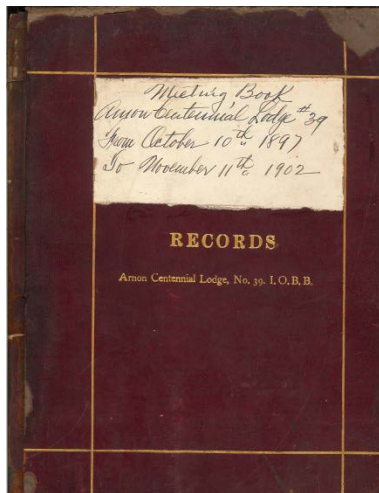 Meeting Book
Arnon Centennial Lodge #39
From October 10th 1897
To November 11th 1902
RECORDS
Arnon Centennial Lodge, No. 39. I. O. B. B.